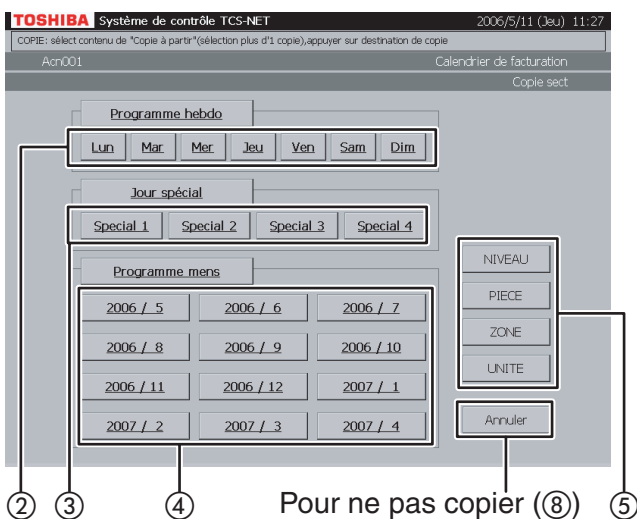 TOSHIBA Système de contrôle TCS-NET 2006/5/11 (Jeu) 11:27
COPIE: sélect contenu de "Copie à partir"(sélection plus d'1 copie),appuyer sur destination de copie
Acn001 Calendrier de facturation
Copie sect
Programme hebdo
Lun Mar Mer Jeu Ven Sam Dim
Jour spécial
Special 1 Special 2 Special 3 Special 4
Programme mens
2006 / 5 2006 / 6 2006 / 7
2006 / 8 2006 / 9 2006 / 10
2006 / 11 2006 / 12 2007 / 1
2007 / 2 2007 / 3 2007 / 4
NIVEAU
PIECE
ZONE
UNITE
Annuler
② ③ ④ Pour ne pas copier (⑧) ⑤